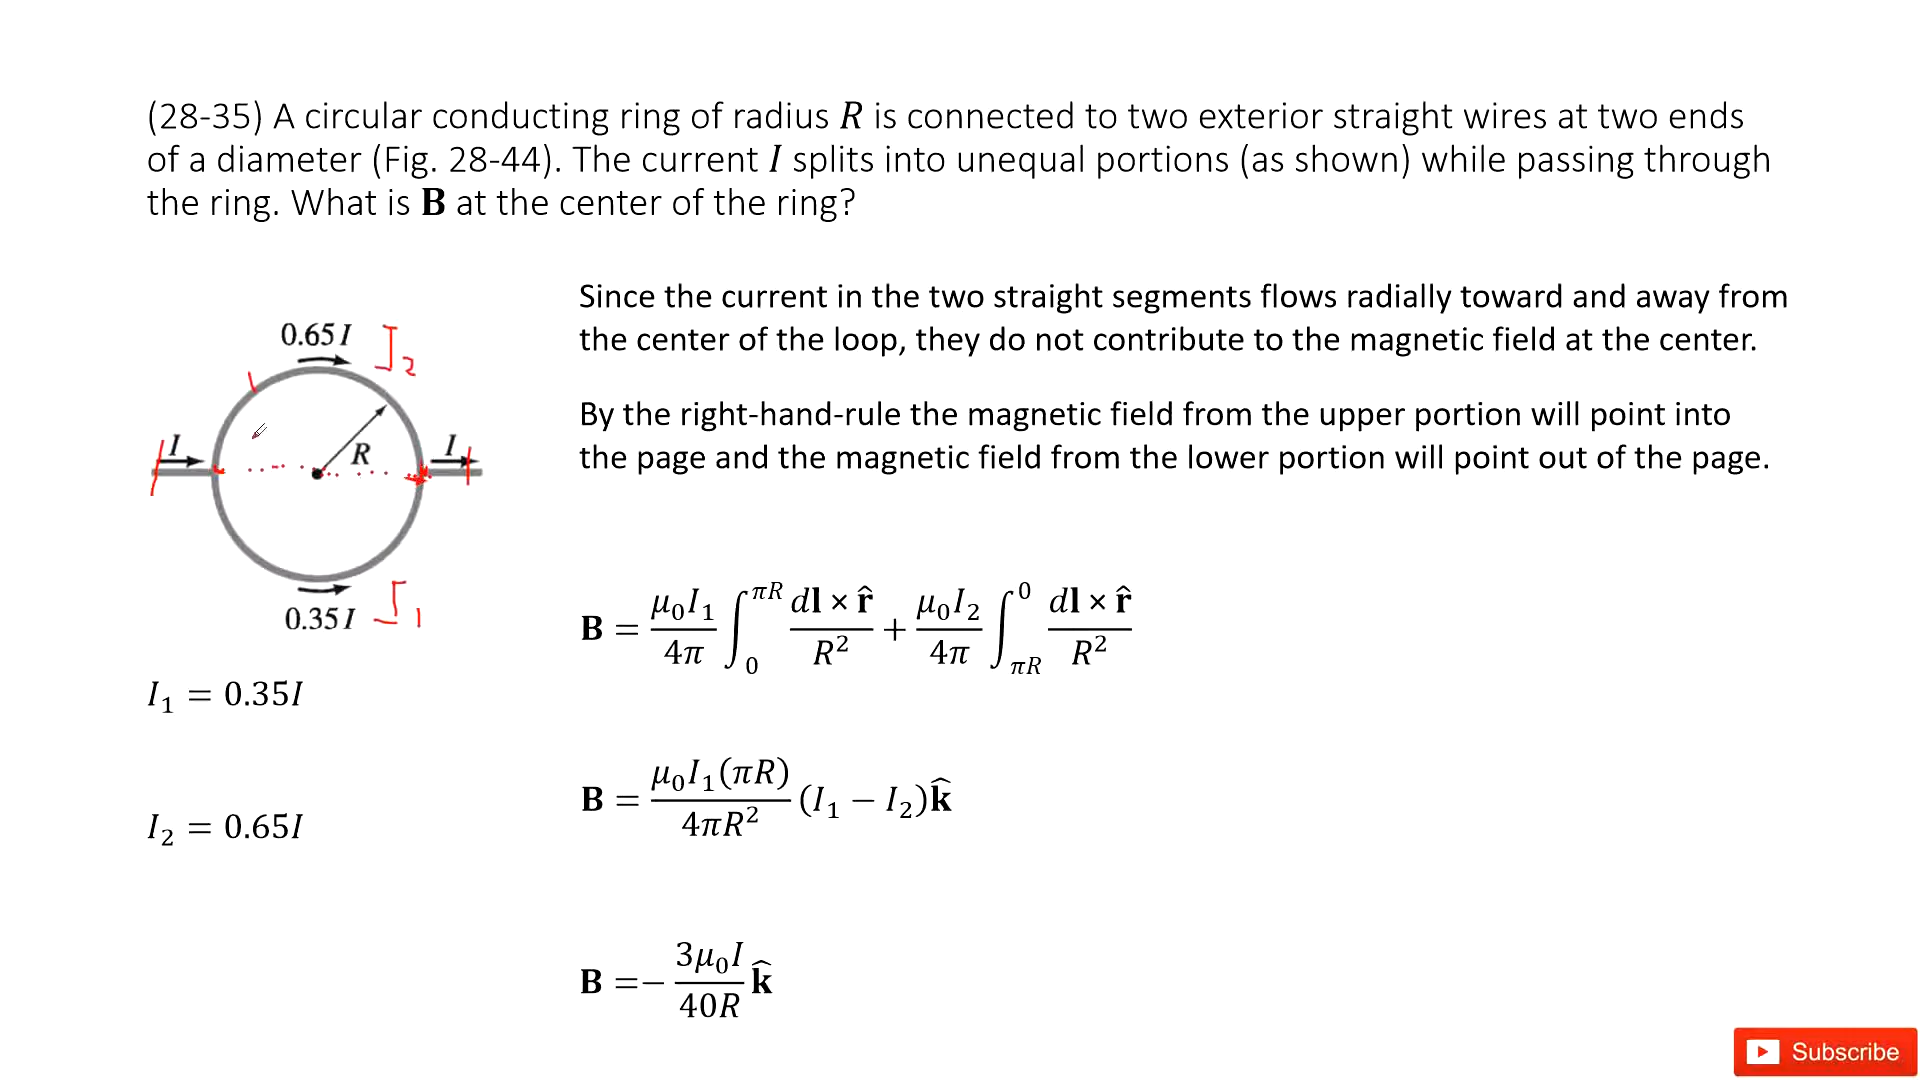 (28-35) A circular conducting ring of radius R is connected to two exterior straight wires at two ends
of a diameter (Fig. 28-44). The current I splits into unequal portions (as shown) while passing through
the ring. What is B at the center of the ring?
Since the current in the two straight segments flows radially toward and away from
the center of the loop, they do not contribute to the magnetic field at the center.
By the right-hand-rule the magnetic field from the upper portion will point into
the page and the magnetic field from the lower portion will point out of the page.
0.65 I I₂
I
R
I
0.35 I I₁
I₁ = 0.35I
I₂ = 0.65I
B = μ₀I₁/4π ∫₀^πR dl × r̂/R² + μ₀I₂/4π ∫_πR^0 dl × r̂/R²
B = μ₀I₁(πR)/4πR² (I₁ − I₂)k̂
B =− 3μ₀I/40R k̂
Subscribe